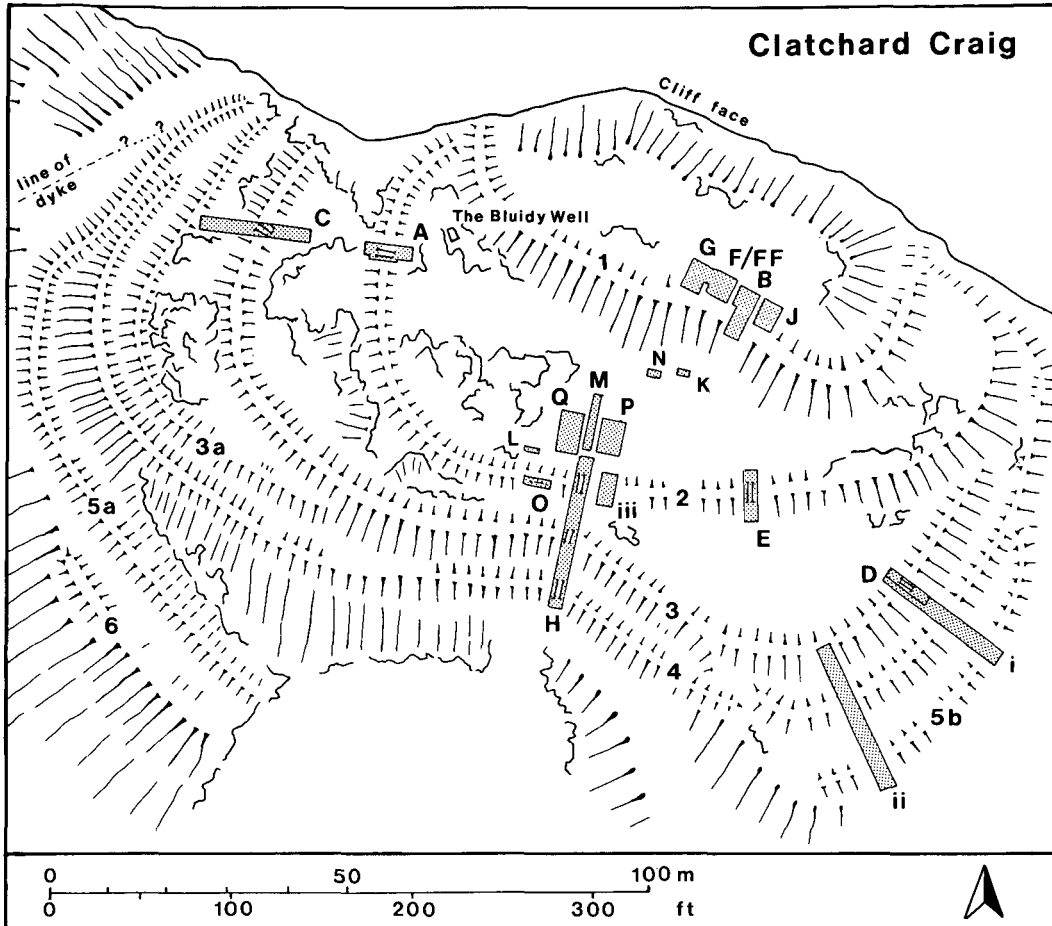 Clatchard Craig
Cliff face
line of
dyke
? ?
C
A
The Bluidy Well
1
G
F/FF
B
J
N
K
M
Q
P
L
3a
O
iii
2
E
5a
D
3
H
6
4
i
5b
ii
0 50 100 m
0 100 200 300 ft